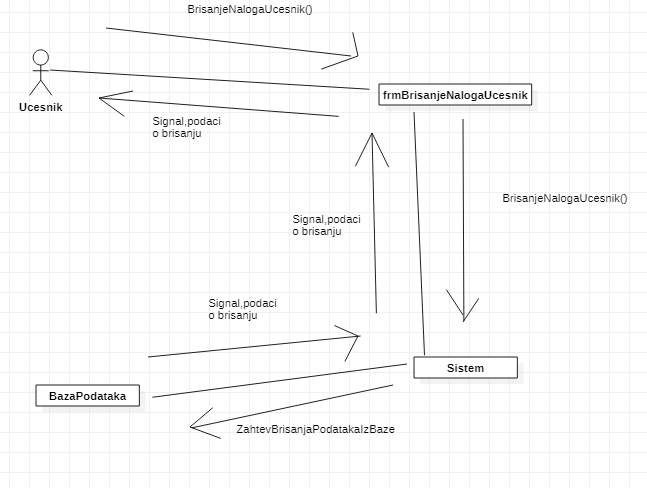 BrisanjeNalogaUcesnik()
frmBrisanjeNalogaUcesnik
Ucesnik
Signal,podaci
o brisanju
BrisanjeNalogaUcesnik()
Signal,podaci
o brisanju
Signal,podaci
o brisanju
Sistem
BazaPodataka
ZahtevBrisanjaPodatakaIzBaze